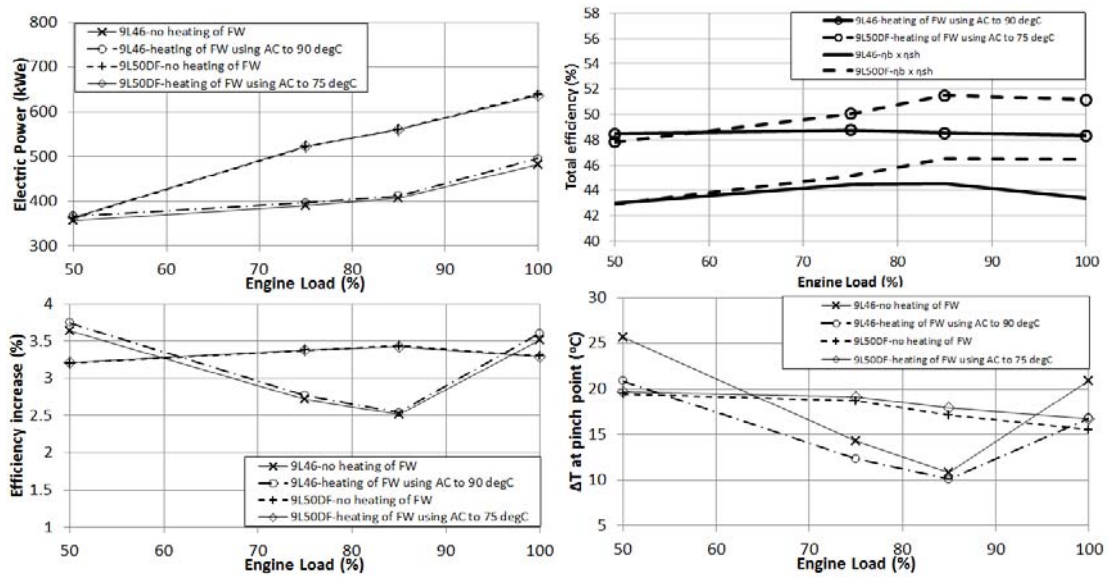 800
700
600
500
400
300
Electric Power (kWe)
9L46-no heating of FW
9L46-heating of FW using AC to 90 degC
9L50DF-no heating of FW
9L50DF-heating of FW using AC to 75 degC
50 60 70 80 90 100
Engine Load (%)
58
56
54
52
50
48
46
44
42
40
Total efficiency (%)
9L46-heating of FW using AC to 90 degC
9L50DF-heating of FW using AC to 75 degC
9L46-ηb x ηsh
9L50DF-ηb x ηsh
50 60 70 80 90 100
Engine Load (%)
4
3.5
3
2.5
2
1.5
1
Efficiency increase (%)
9L46-no heating of FW
9L46-heating of FW using AC to 90 degC
9L50DF-no heating of FW
9L50DF-heating of FW using AC to 75 degC
50 60 70 80 90 100
Engine Load (%)
30
25
20
15
10
5
ΔT at pinch point (°C)
9L46-no heating of FW
9L46-heating of FW using AC to 90 degC
9L50DF-no heating of FW
9L50DF-heating of FW using AC to 75 degC
50 60 70 80 90 100
Engine Load (%)